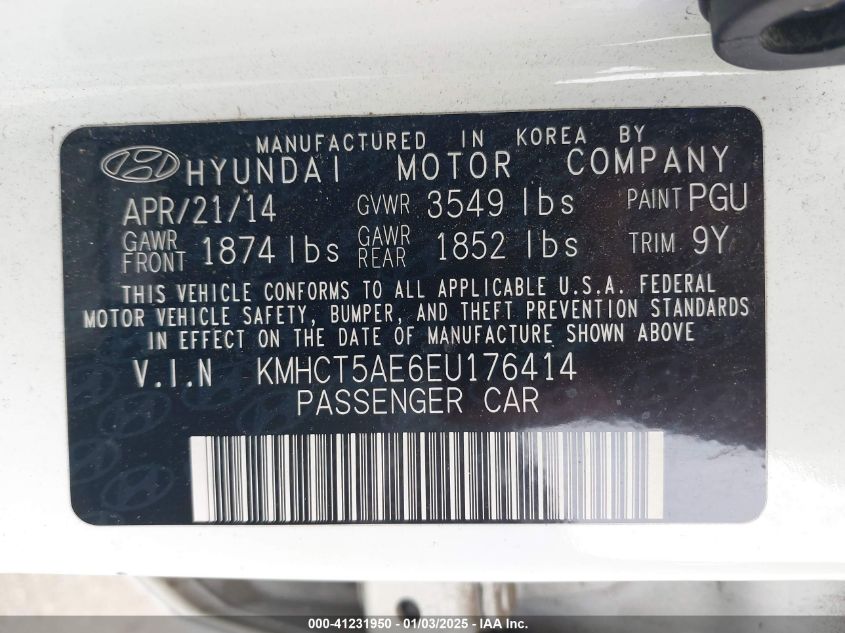 MANUFACTURED IN KOREA BY
HYUNDAI MOTOR COMPANY
APR/21/14 GVWR 3549 lbs PAINT PGU
GAWR FRONT 1874 lbs GAWR REAR 1852 lbs TRIM 9Y
THIS VEHICLE CONFORMS TO ALL APPLICABLE U.S.A. FEDERAL
MOTOR VEHICLE SAFETY, BUMPER, AND THEFT PREVENTION STANDARDS
IN EFFECT ON THE DATE OF MANUFACTURE SHOWN ABOVE
V.I.N KMHCT5AE6EU176414
PASSENGER CAR
000-41231950 - 01/03/2025 - IAA Inc.